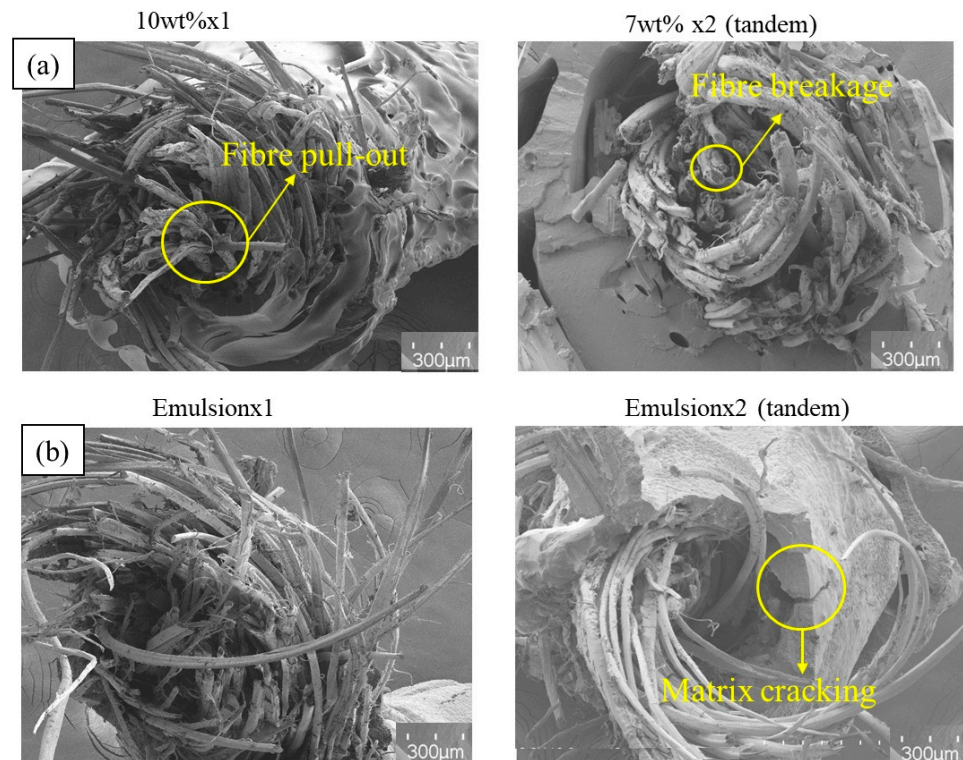 10wt%x1
7wt% x2 (tandem)
(a)
Fibre pull-out
Fibre breakage
300µm
300µm
Emulsionx1
Emulsionx2 (tandem)
(b)
Matrix cracking
300µm
300µm